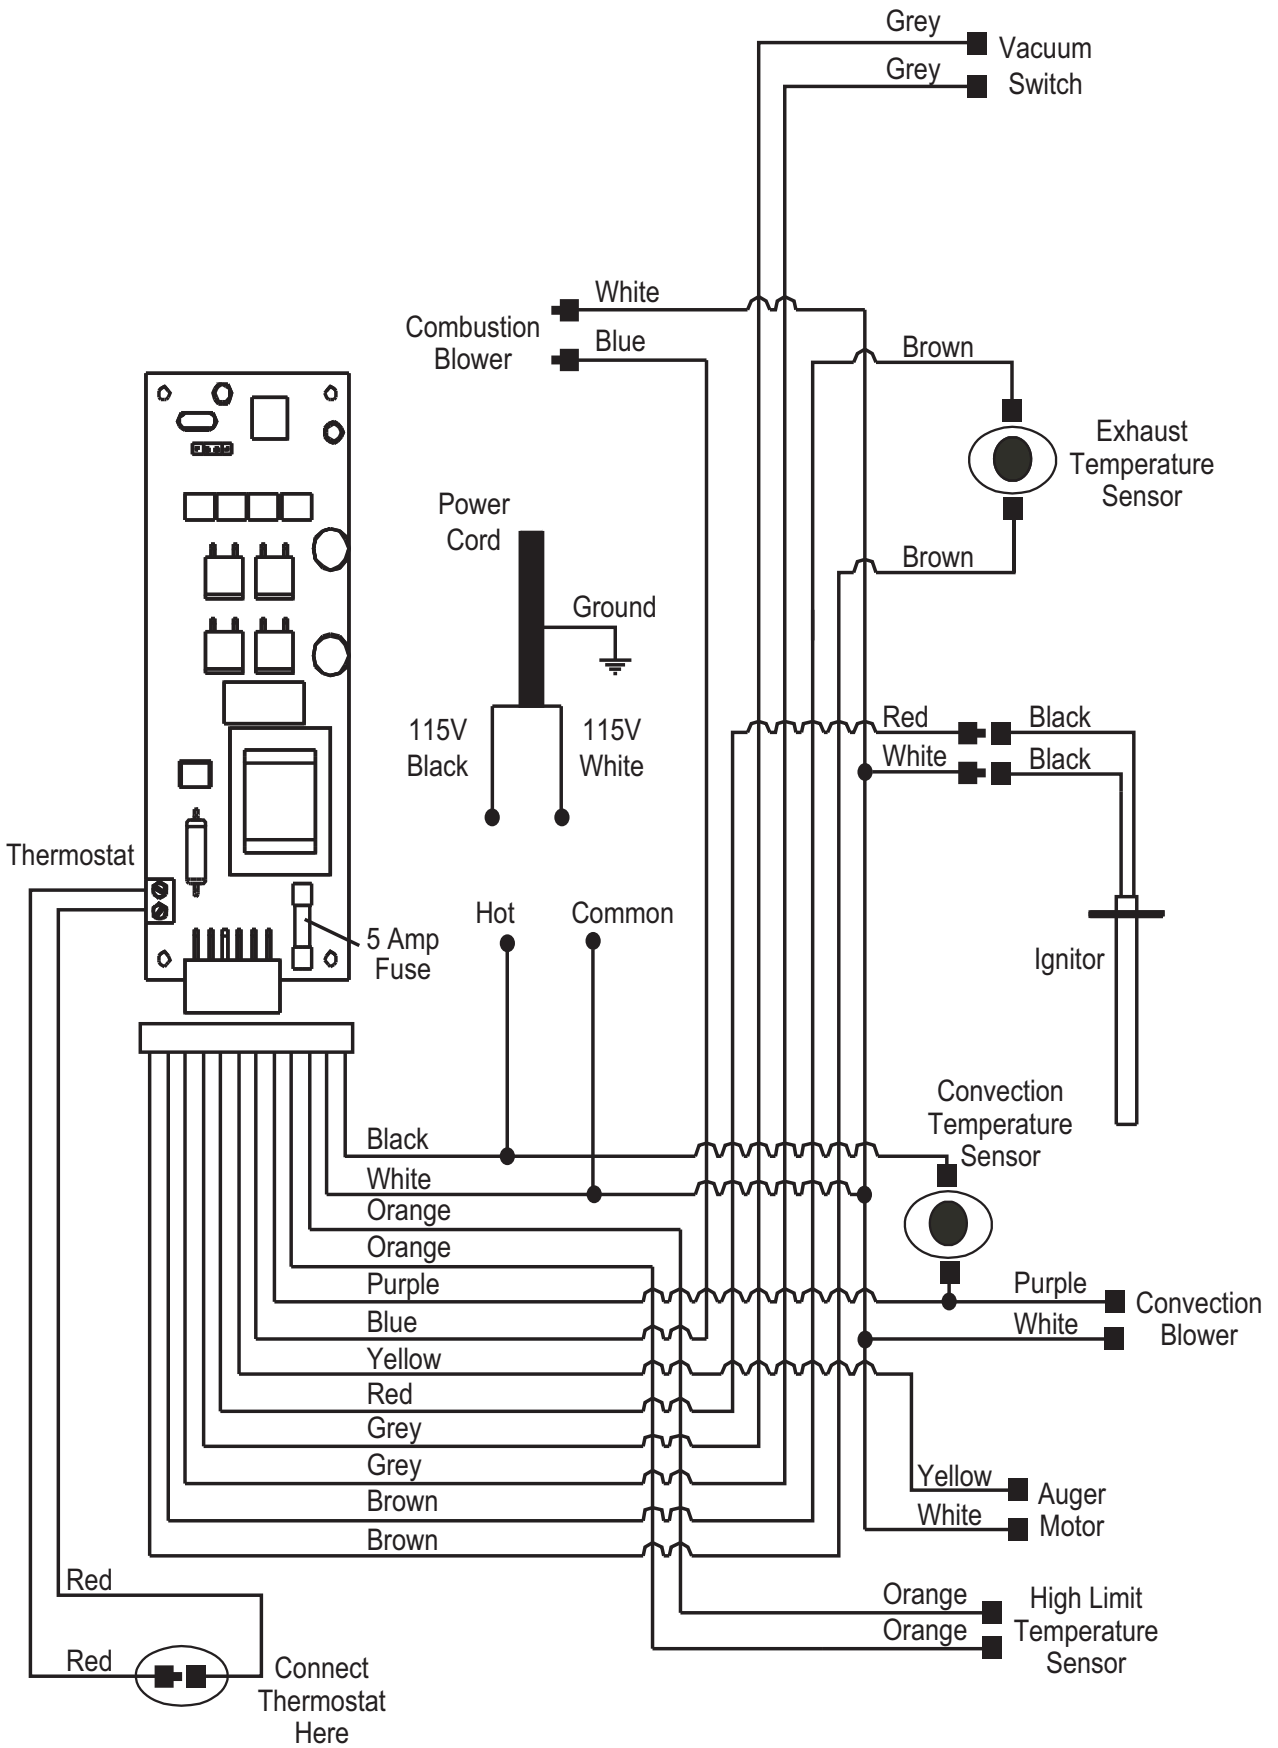 Grey
Vacuum
Grey
Switch
White
Combustion
Blower
Blue
Brown
Exhaust
Temperature
Sensor
Brown
Power
Cord
Ground
115V
Black
115V
White
Red
Black
White
Black
Ignitor
Thermostat
Hot
Common
5 Amp
Fuse
Convection
Temperature
Sensor
Black
White
Orange
Orange
Purple
Blue
Yellow
Red
Grey
Grey
Brown
Brown
Purple
White
Convection
Blower
Yellow
White
Auger
Motor
Orange
Orange
High Limit
Temperature
Sensor
Red
Red
Connect
Thermostat
Here